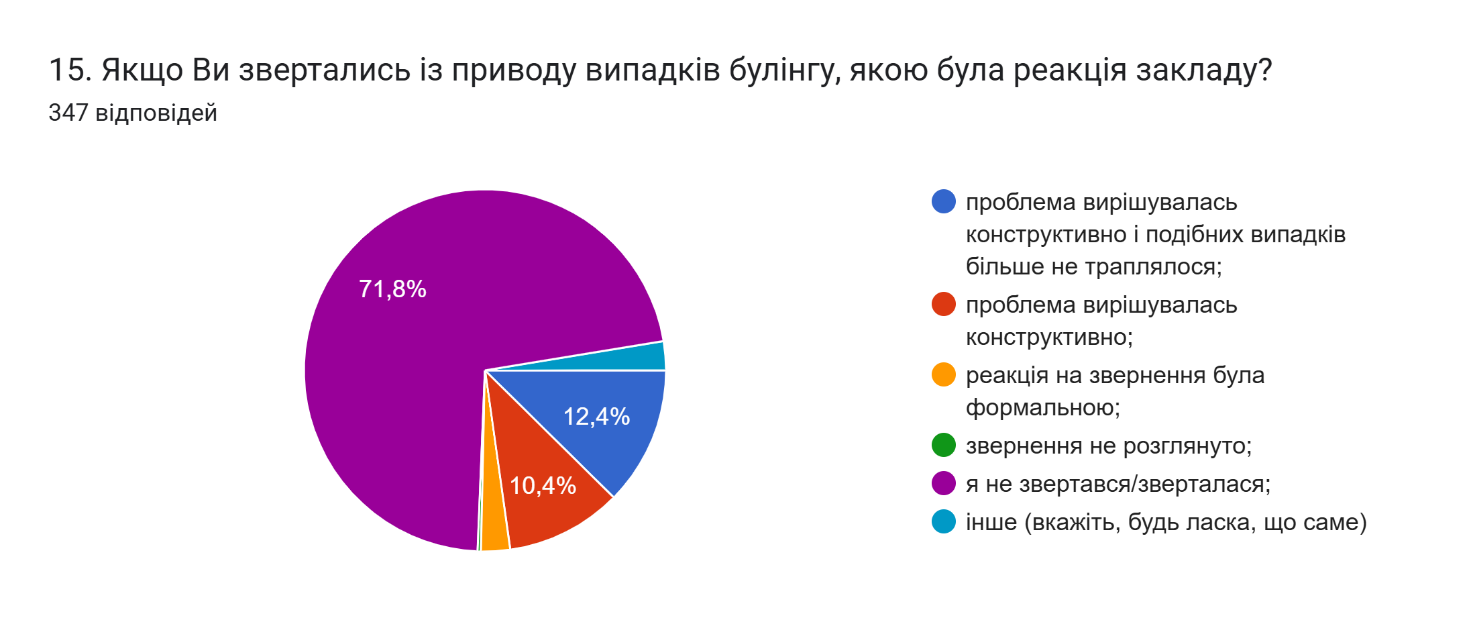 15. Якщо Ви звертались із приводу випадків булінгу, якою була реакція закладу?
347 відповідей
71,8%
12,4%
10,4%
проблема вирішувалась
конструктивно і подібних випадків
більше не траплялося;
проблема вирішувалась
конструктивно;
реакція на звернення була
формальною;
звернення не розглянуто;
я не звертався/зверталася;
інше (вкажіть, будь ласка, що саме)